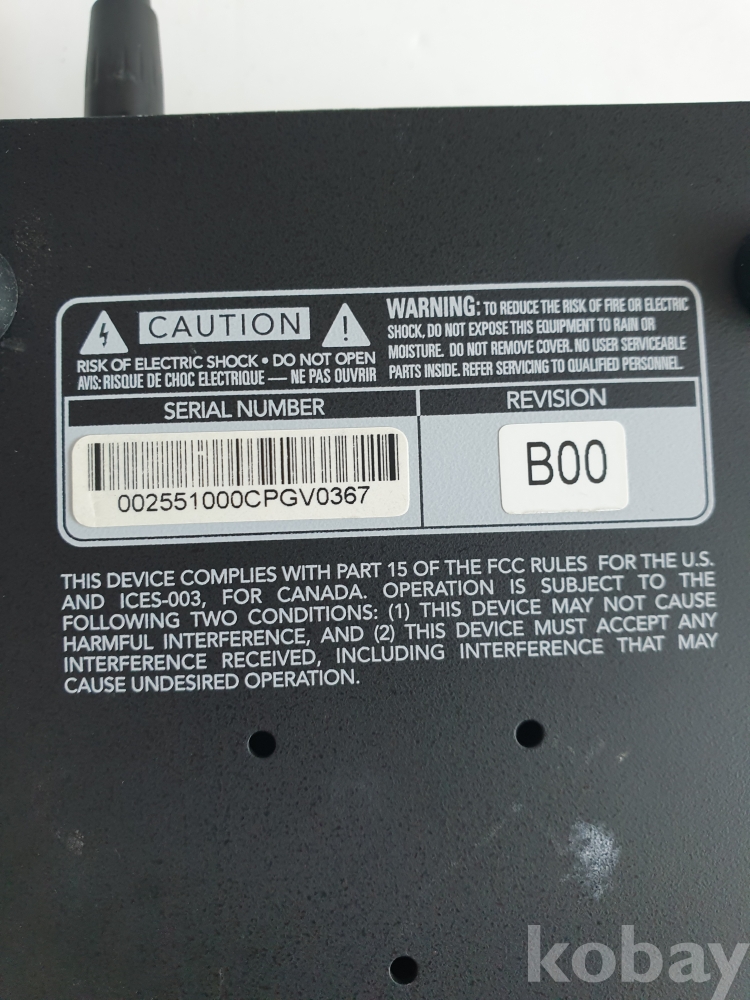 CAUTION
RISK OF ELECTRIC SHOCK • DO NOT OPEN
AVIS: RISQUE DE CHOC ELECTRIQUE — NE PAS OUVRIR
WARNING: TO REDUCE THE RISK OF FIRE OR ELECTRIC
SHOCK, DO NOT EXPOSE THIS EQUIPMENT TO RAIN OR
MOISTURE. DO NOT REMOVE COVER. NO USER SERVICEABLE
PARTS INSIDE. REFER SERVICING TO QUALIFIED PERSONNEL.
SERIAL NUMBER
002551000CPGV0367
REVISION
B00
THIS DEVICE COMPLIES WITH PART 15 OF THE FCC RULES FOR THE U.S.
AND ICES-003, FOR CANADA. OPERATION IS SUBJECT TO THE
FOLLOWING TWO CONDITIONS: (1) THIS DEVICE MAY NOT CAUSE
HARMFUL INTERFERENCE, AND (2) THIS DEVICE MUST ACCEPT ANY
INTERFERENCE RECEIVED, INCLUDING INTERFERENCE THAT MAY
CAUSE UNDESIRED OPERATION.
kobay